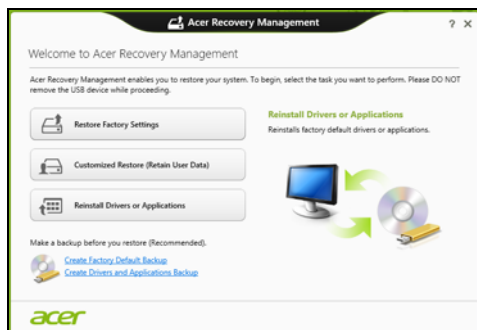 Acer Recovery Management
? ×
Welcome to Acer Recovery Management
Acer Recovery Management enables you to restore your system. To begin, select the task you want to perform. Please DO NOT
remove the USB device while proceeding.
Restore Factory Settings
Customized Restore (Retain User Data)
Reinstall Drivers or Applications
Reinstall Drivers or Applications
Reinstalls factory default drivers or applications.
Make a backup before you restore (Recommended).
Create Factory Default Backup
Create Drivers and Applications Backup
acer